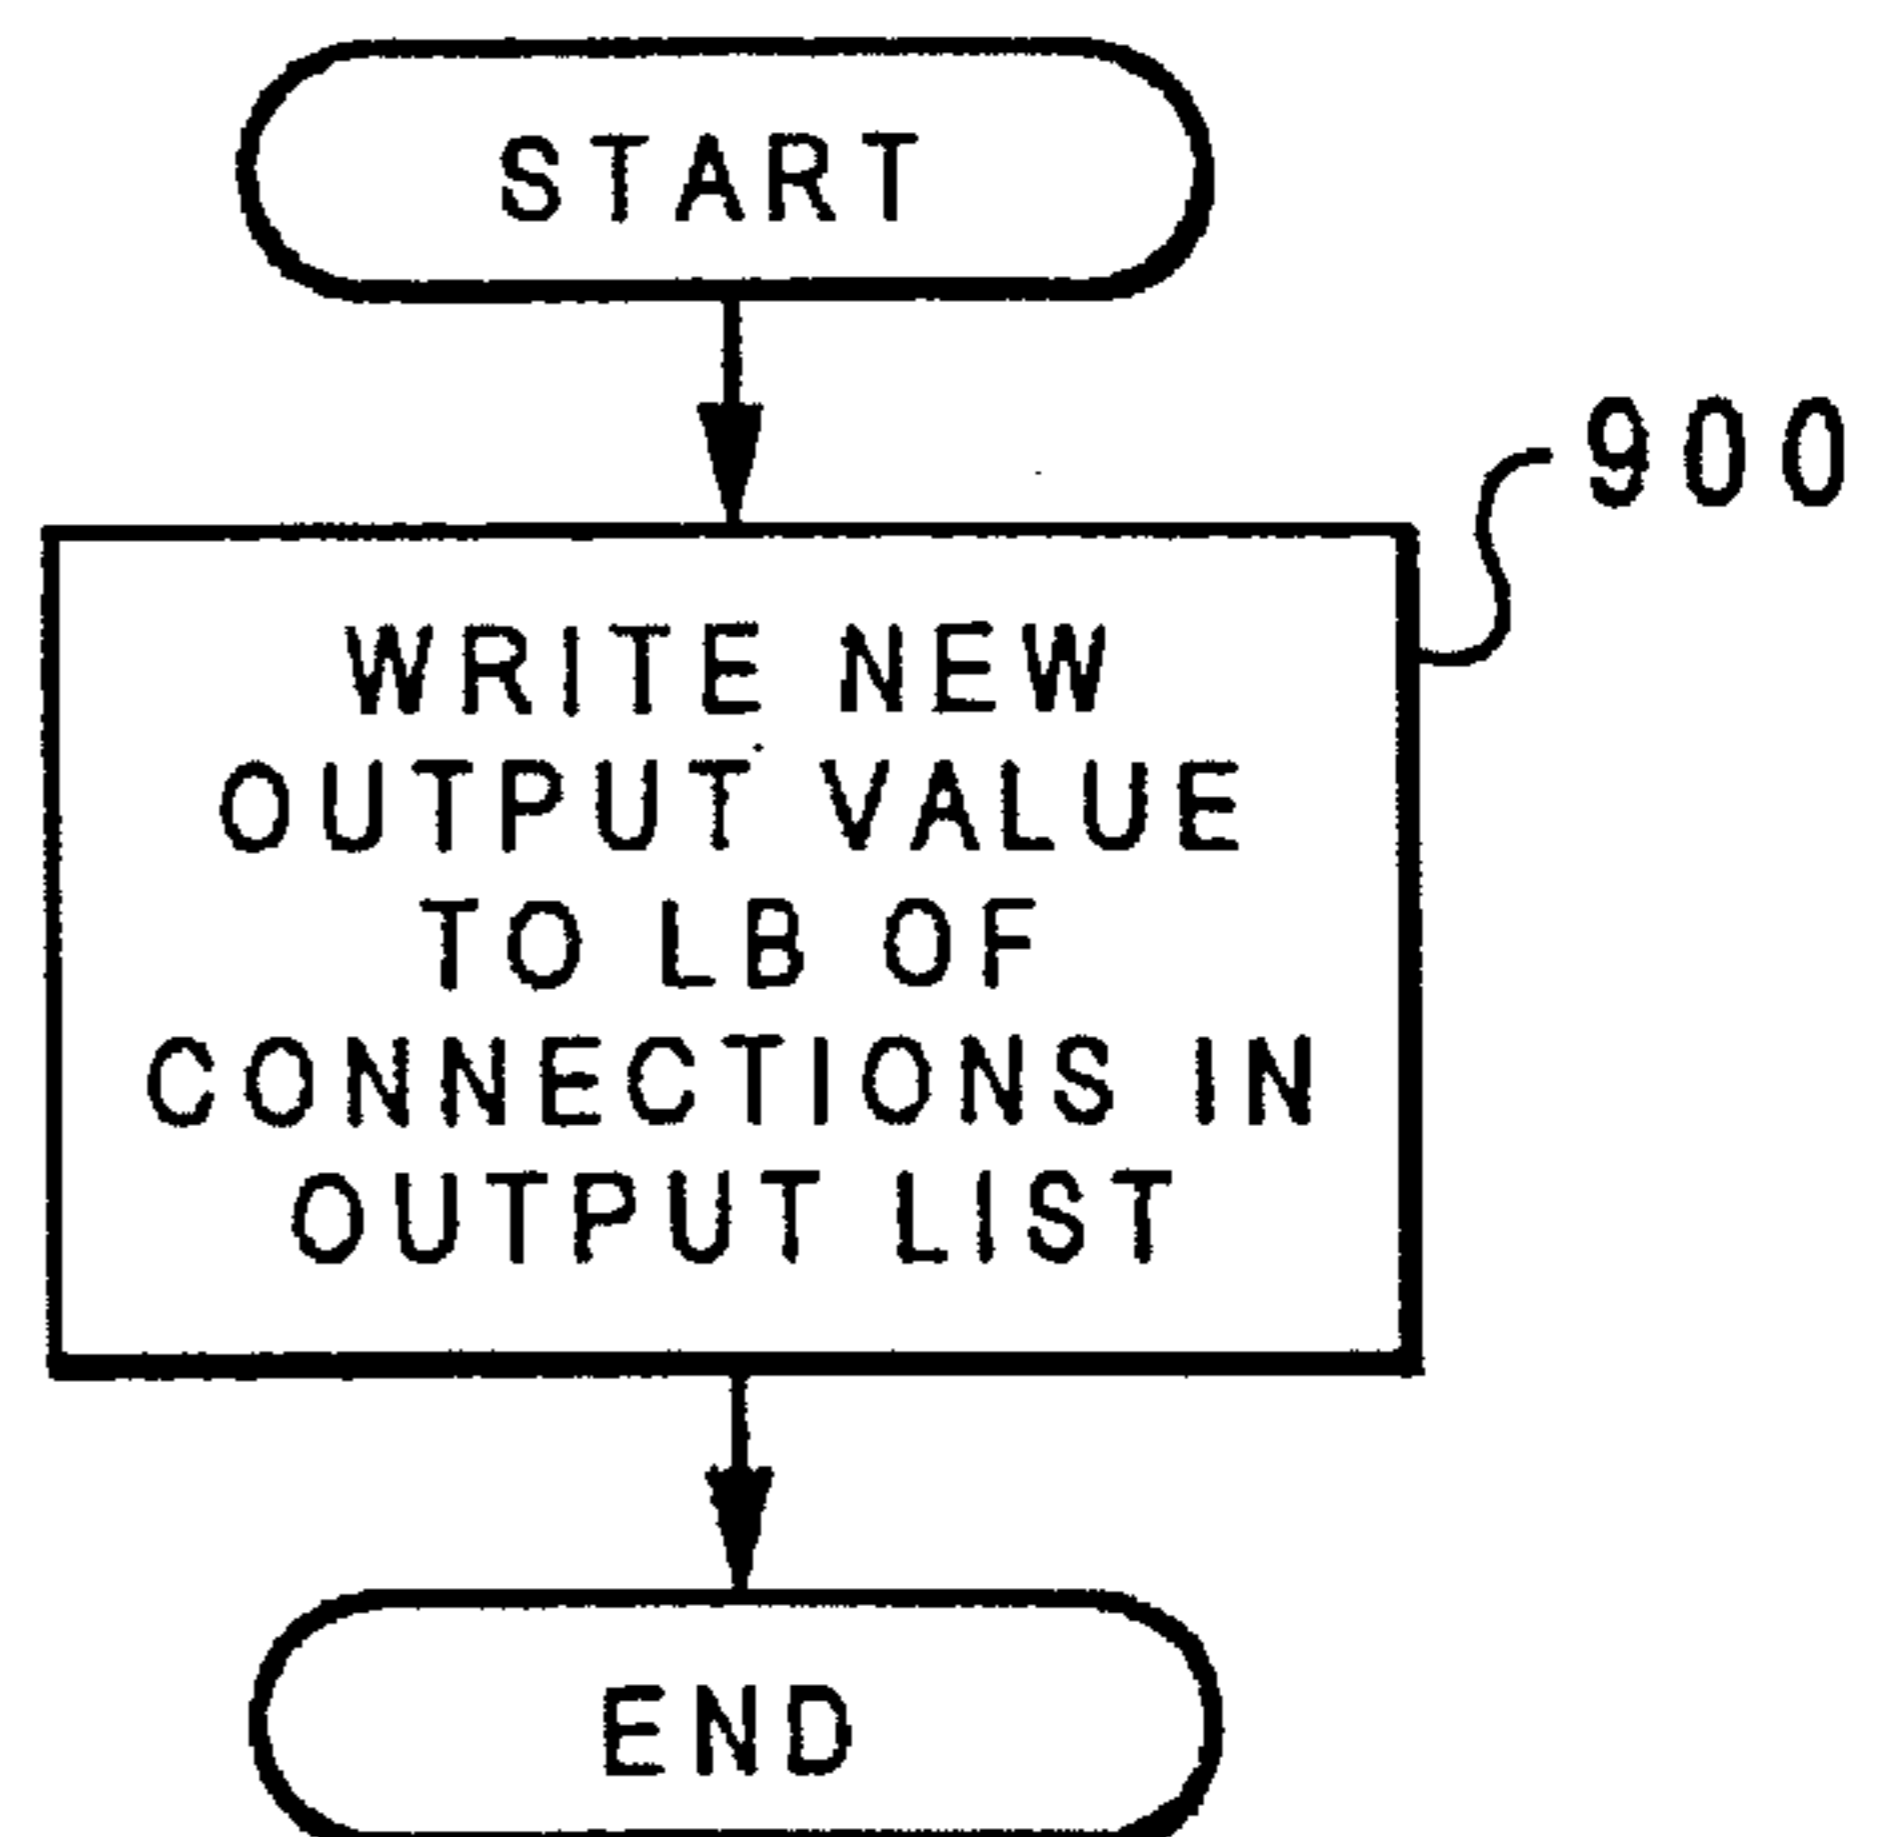 START
900
WRITE NEW
OUTPUT VALUE
TO LB OF
CONNECTIONS IN
OUTPUT LIST
END